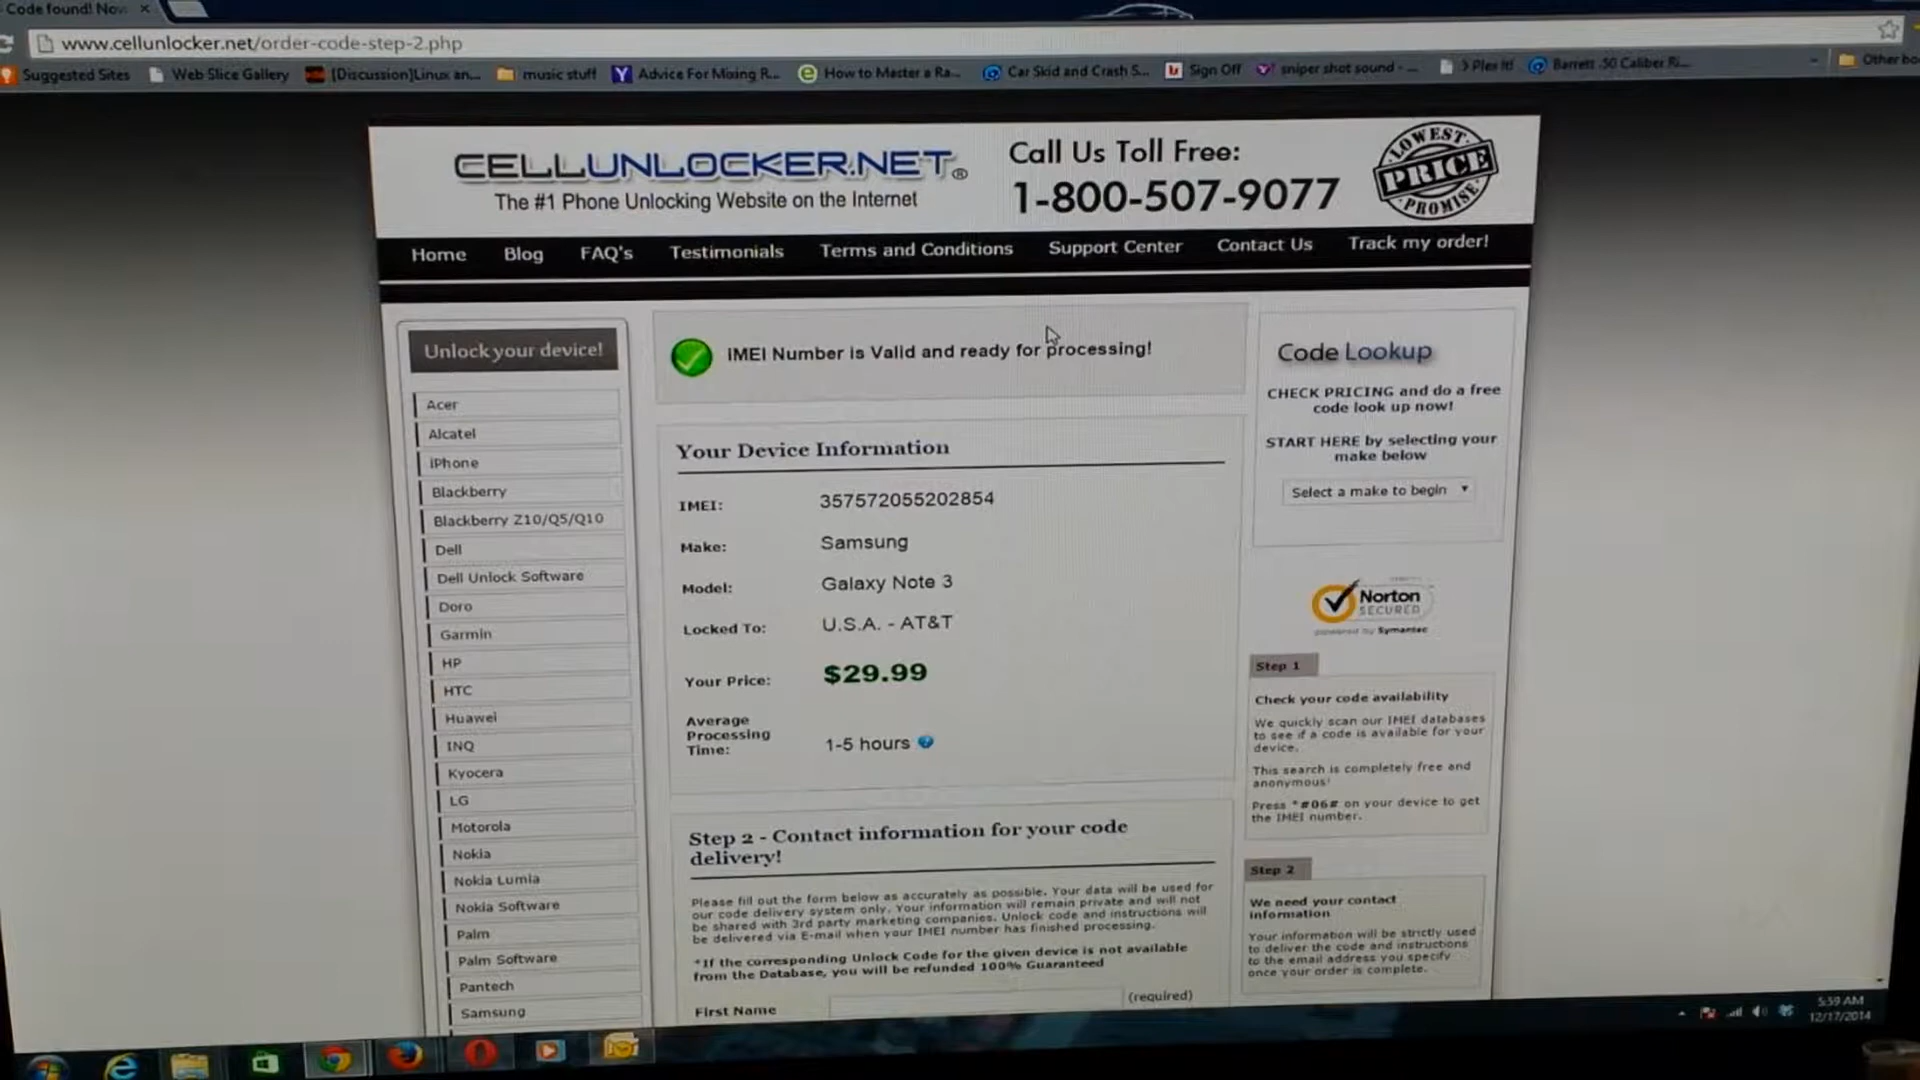 Code found! Now
www.cellunlocker.net/order-code-step-2.php
Suggested Sites
Web Slice Gallery
[Discussion]Linux an...
music stuff
Advice For Mixing R...
How to Master a Ra...
Car Skid and Crash S...
Sign Off
sniper shot sound - ...
Plex It!
Barrett .50 Caliber Ri...
Other bo
CELLUNLOCKER.NET®
The #1 Phone Unlocking Website on the Internet
Call Us Toll Free:
1-800-507-9077
LOWEST
PRICE
PROMISE
Home
Blog
FAQ's
Testimonials
Terms and Conditions
Support Center
Contact Us
Track my order!
Unlock your device!
Acer
Alcatel
iPhone
Blackberry
Blackberry Z10/Q5/Q10
Dell
Dell Unlock Software
Doro
Garmin
HP
HTC
Huawei
INQ
Kyocera
LG
Motorola
Nokia
Nokia Lumia
Nokia Software
Palm
Palm Software
Pantech
Samsung
IMEI Number is Valid and ready for processing!
Your Device Information
IMEI: 357572055202854
Make: Samsung
Model: Galaxy Note 3
Locked To: U.S.A. - AT&T
Your Price: $29.99
Average
Processing
Time: 1-5 hours
Step 2 - Contact information for your code
delivery!
Please fill out the form below as accurately as possible. Your data will be used for
our code delivery system only. Your information will remain private and will not
be shared with 3rd party marketing companies. Unlock code and instructions will
be delivered via E-mail when your IMEI number has finished processing.
*If the corresponding Unlock Code for the given device is not available
from the Database, you will be refunded 100% Guaranteed
First Name (required)
Code Lookup
CHECK PRICING and do a free
code look up now!
START HERE by selecting your
make below
Select a make to begin
Norton
SECURED
powered by Symantec
Step 1
Check your code availability
We quickly scan our IMEI databases
to see if a code is available for your
device.
This search is completely free and
anonymous!
Press *#06# on your device to get
the IMEI number.
Step 2
We need your contact
information
Your information will be strictly used
to deliver the code and instructions
to the email address you specify
once your order is complete.
5:59 AM
12/17/2014